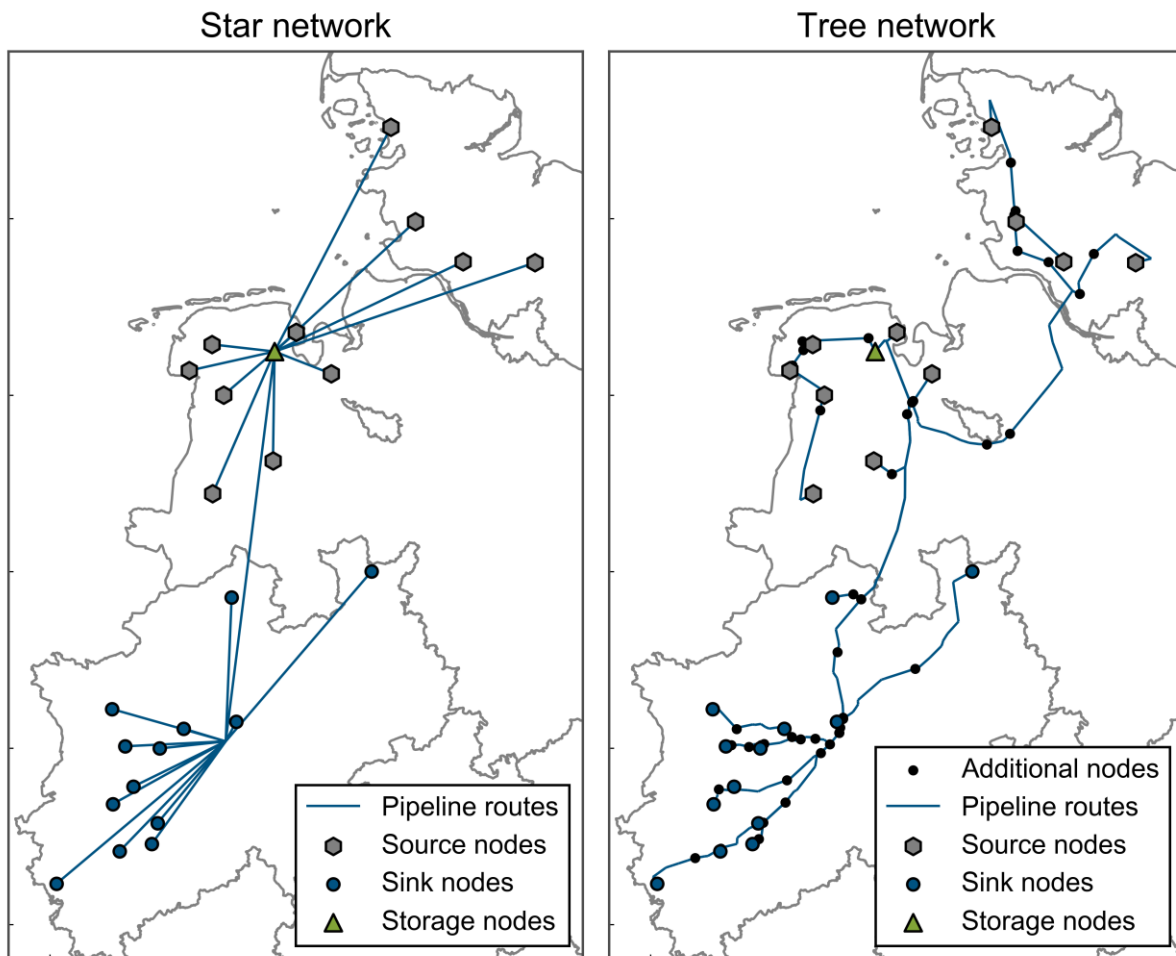 Star network
Tree network
Pipeline routes
Source nodes
Sink nodes
Storage nodes
Additional nodes
Pipeline routes
Source nodes
Sink nodes
Storage nodes